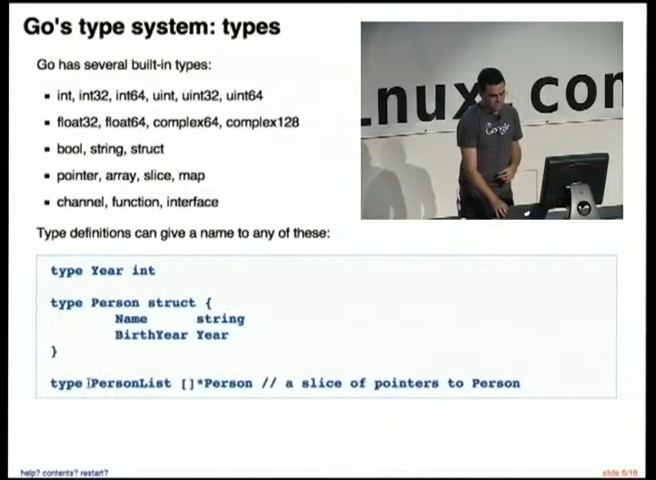 Go's type system: types
Go has several built-in types:
int, int32, int64, uint, uint32, uint64
float32, float64, complex64, complex128
bool, string, struct
pointer, array, slice, map
channel, function, interface
Type definitions can give a name to any of these:
type Year int
type Person struct {
Name string
BirthYear Year
}
type PersonList []*Person // a slice of pointers to Person
inux.con
Google
help? contents? restart?
slide 6/16